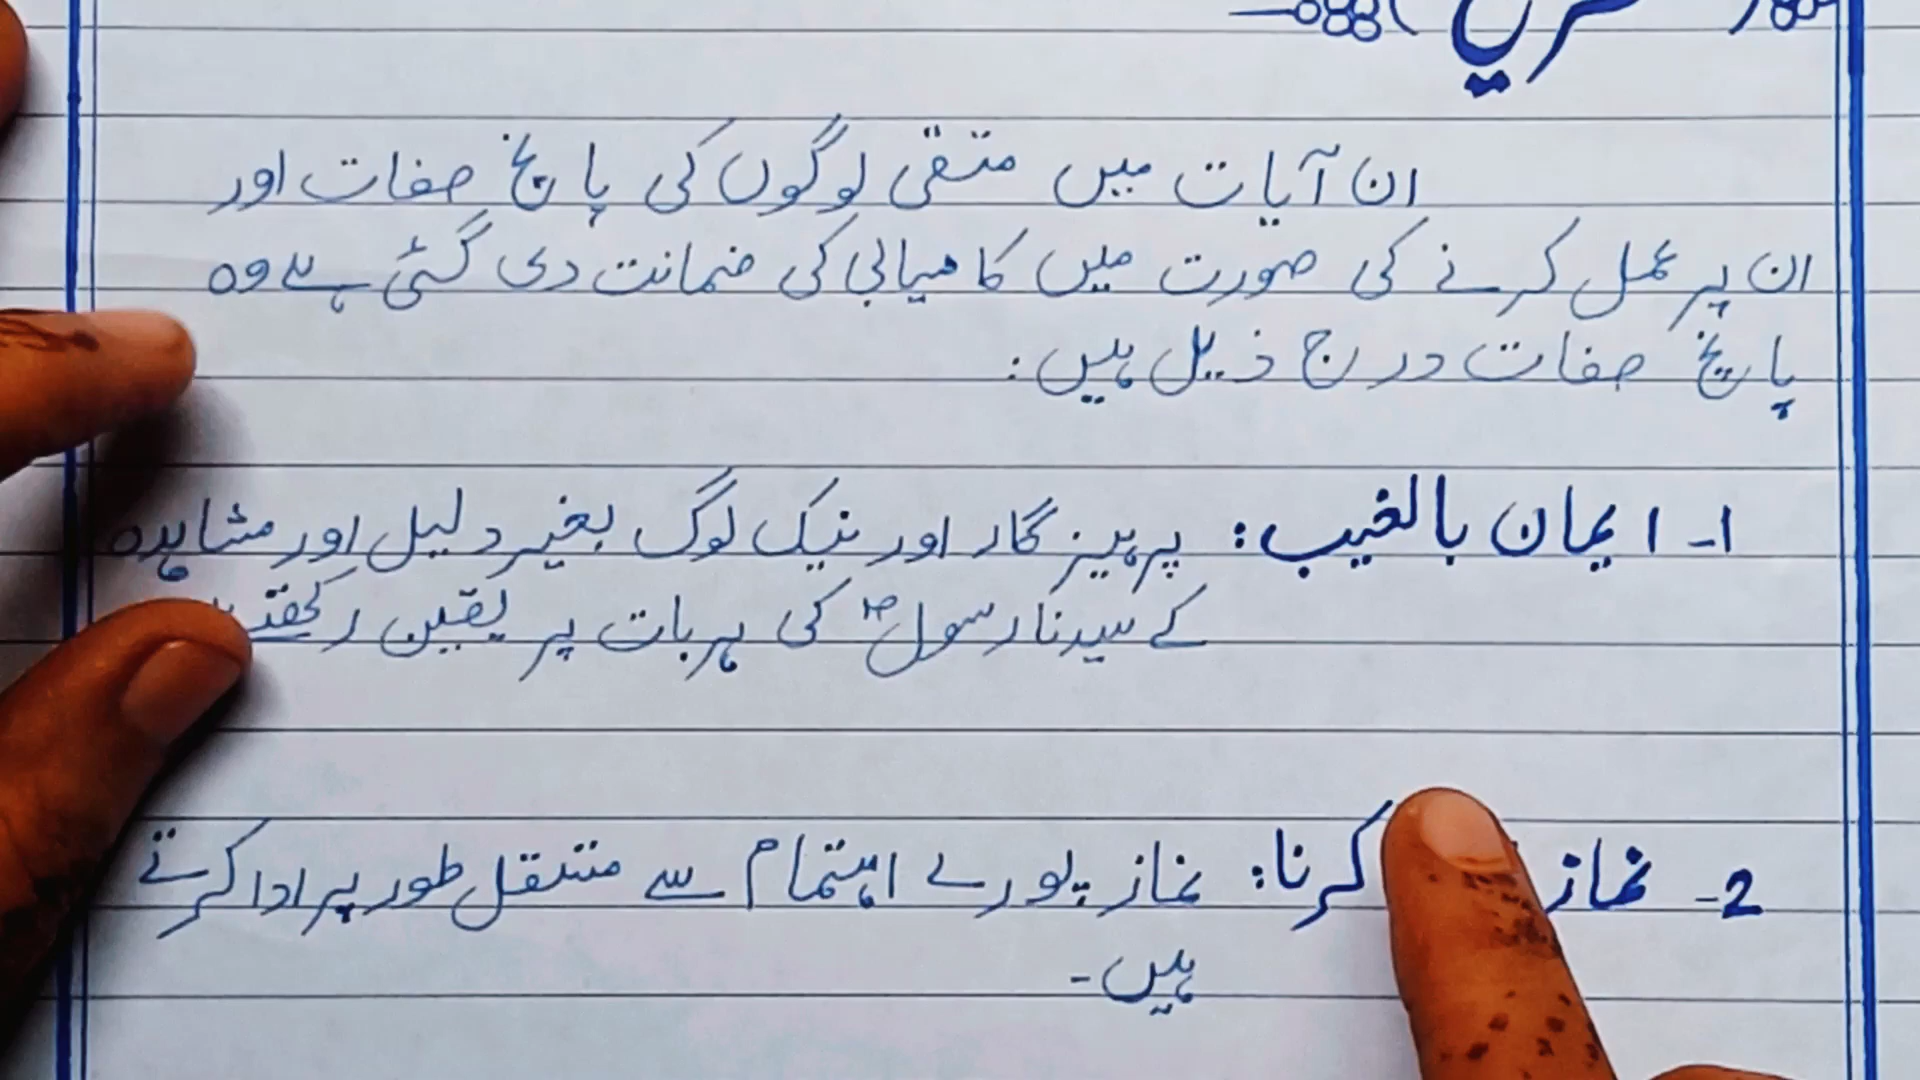 ان آیات میں متقی لوگوں کی پانچ صفات اور
ان پر عمل کرنے کی صورت میں کامیابی کی ضمانت دی گئی ہے وہ
پانچ صفات درج ذیل ہیں:
1- ایمان بالغیب: پرہیز گار اور نیک لوگ بغیر دلیل اور مشاہدہ
کے سیدنا رسولؐ کی ہر بات پر یقین رکھتے
2- نماز کرنا: نماز پورے اہتمام سے مستقل طور پر ادا کرتے
ہیں-